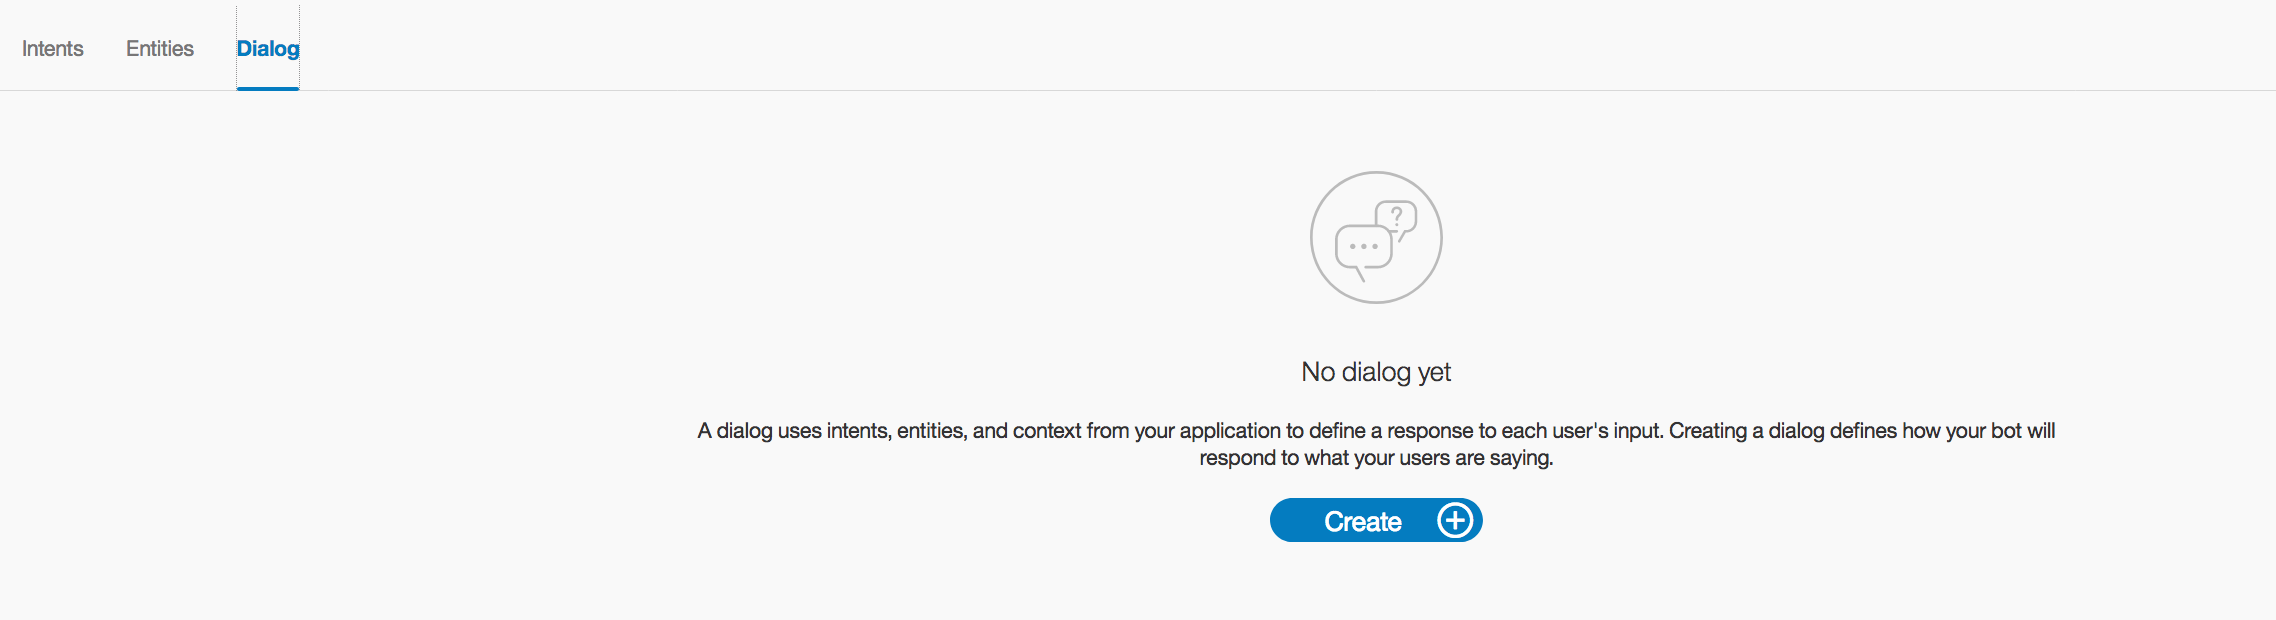 Intents Entities Dialog
?
No dialog yet
A dialog uses intents, entities, and context from your application to define a response to each user's input. Creating a dialog defines how your bot will
respond to what your users are saying.
Create